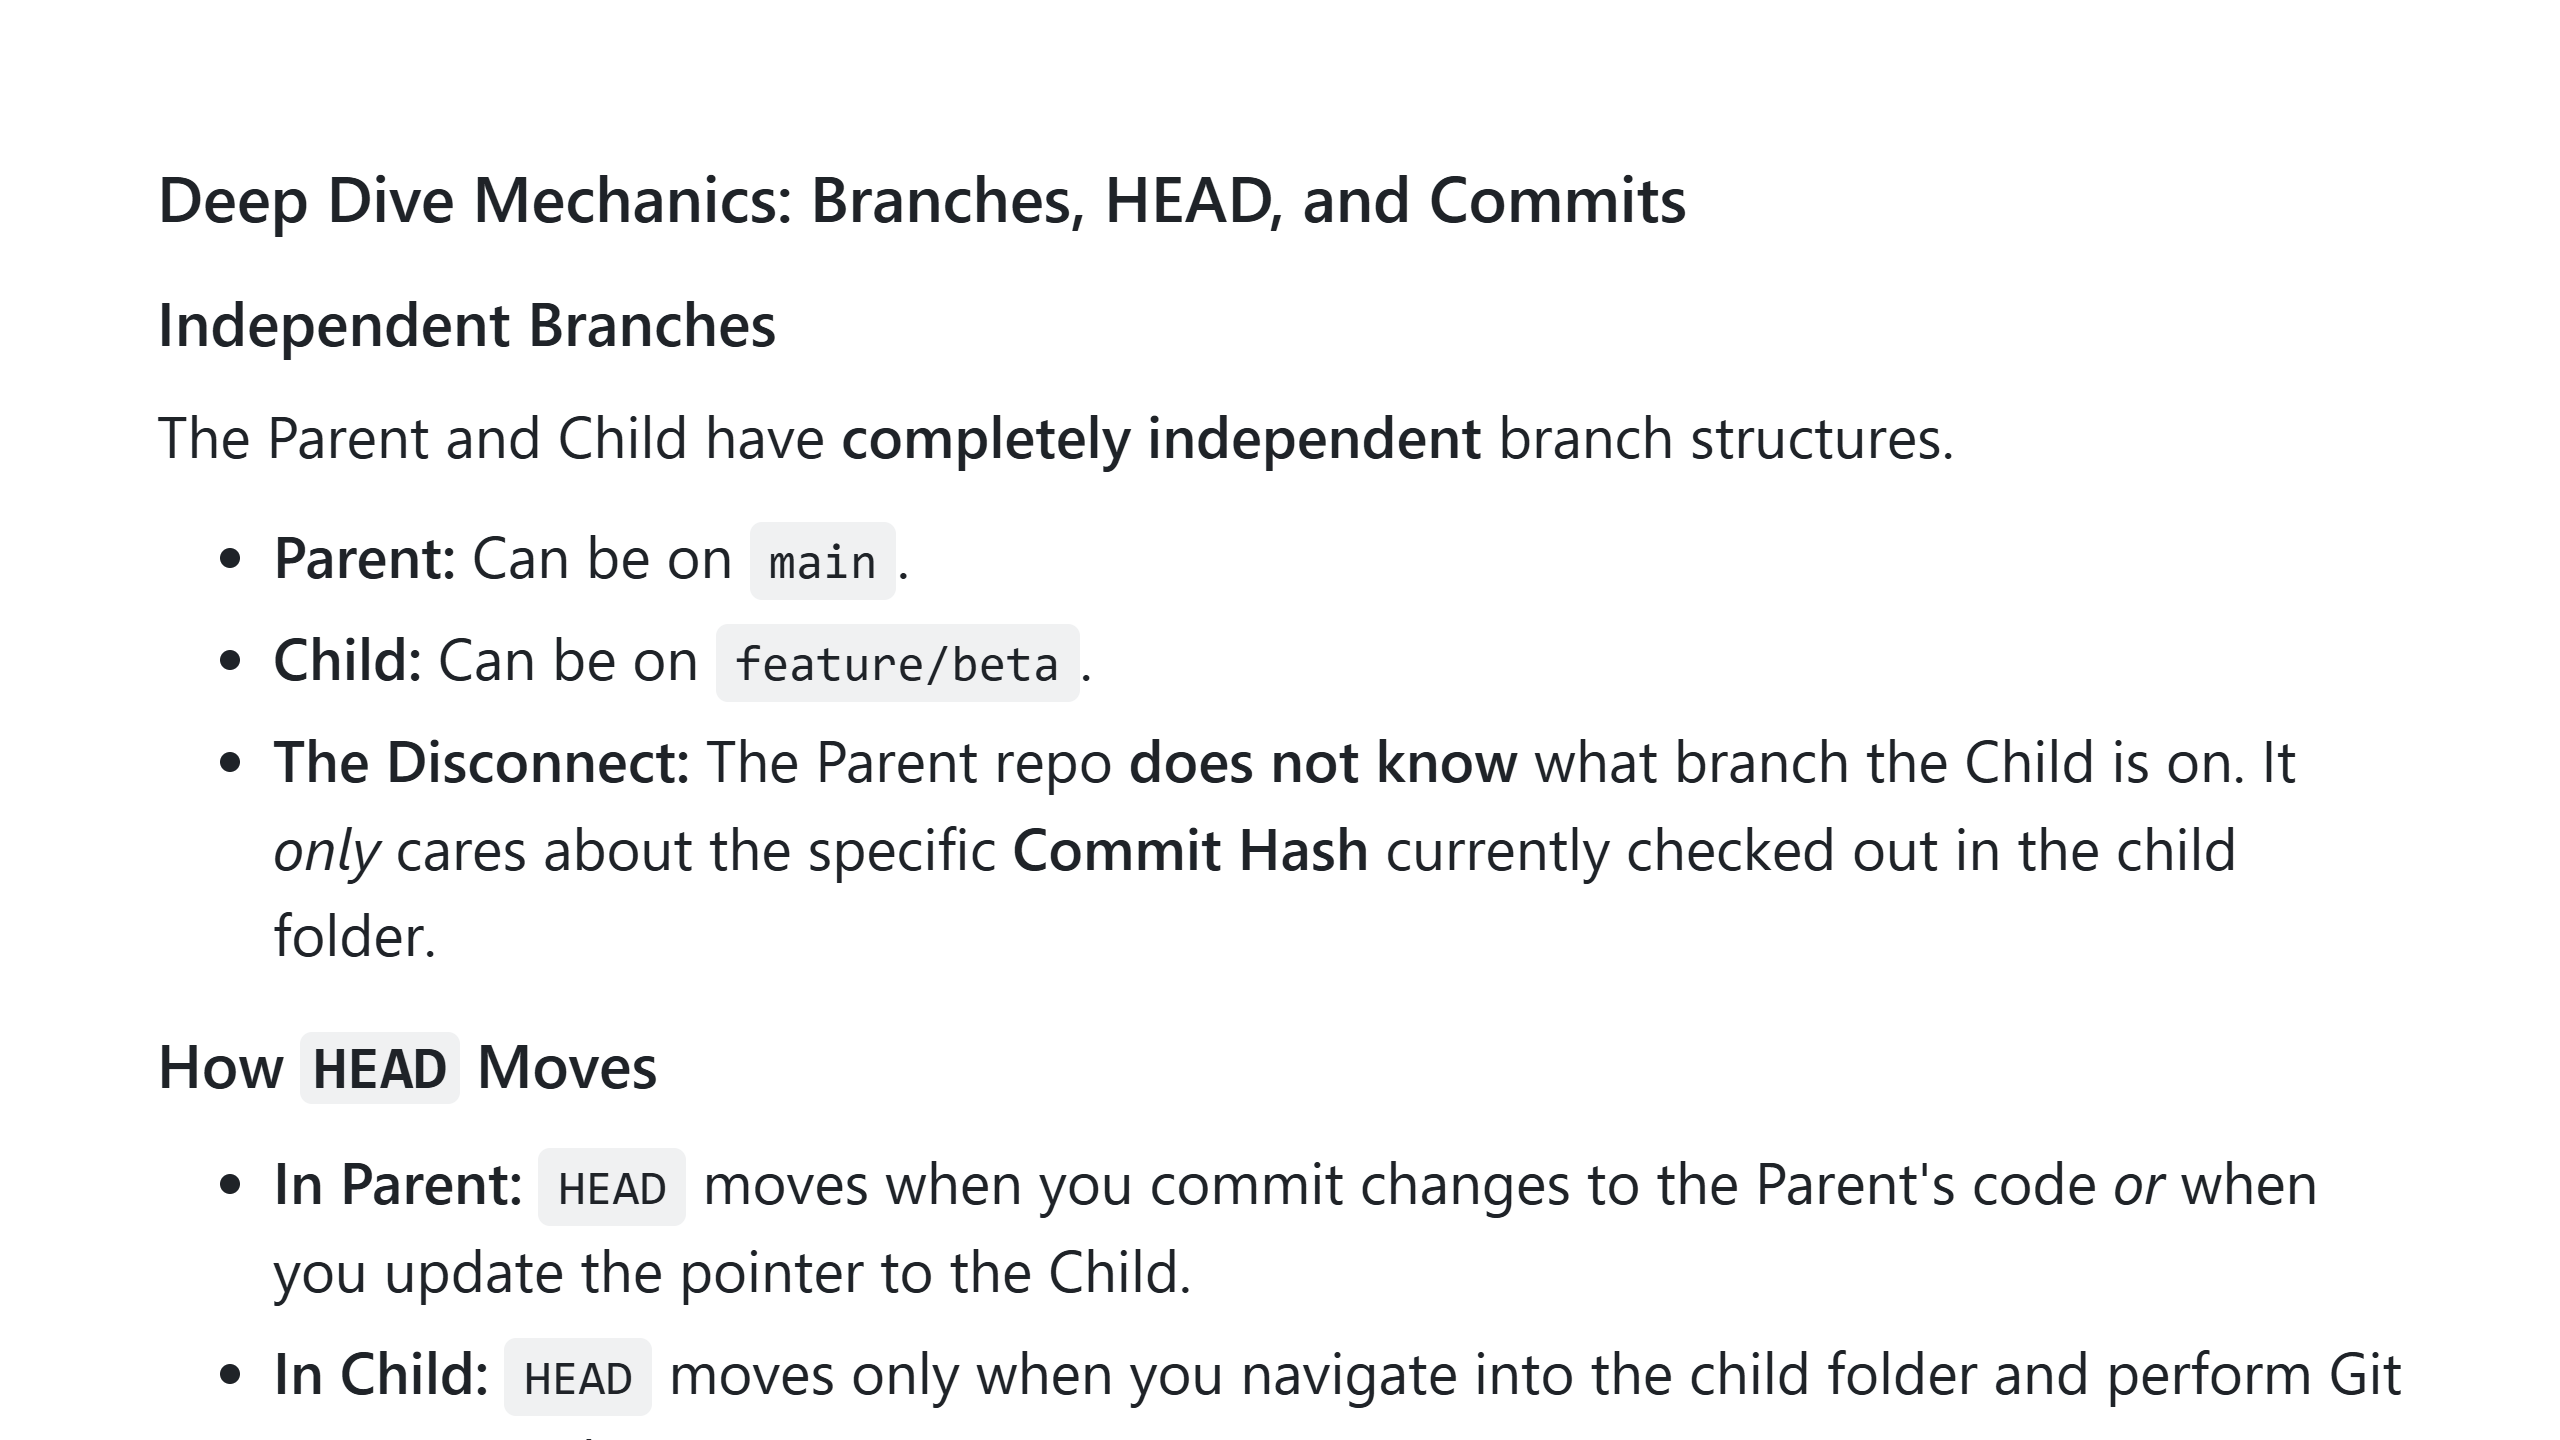 Deep Dive Mechanics: Branches, HEAD, and Commits
Independent Branches
The Parent and Child have completely independent branch structures.
Parent: Can be on main.
Child: Can be on feature/beta.
The Disconnect: The Parent repo does not know what branch the Child is on. It
only cares about the specific Commit Hash currently checked out in the child
folder.
How HEAD Moves
In Parent: HEAD moves when you commit changes to the Parent's code or when
you update the pointer to the Child.
In Child: HEAD moves only when you navigate into the child folder and perform Git